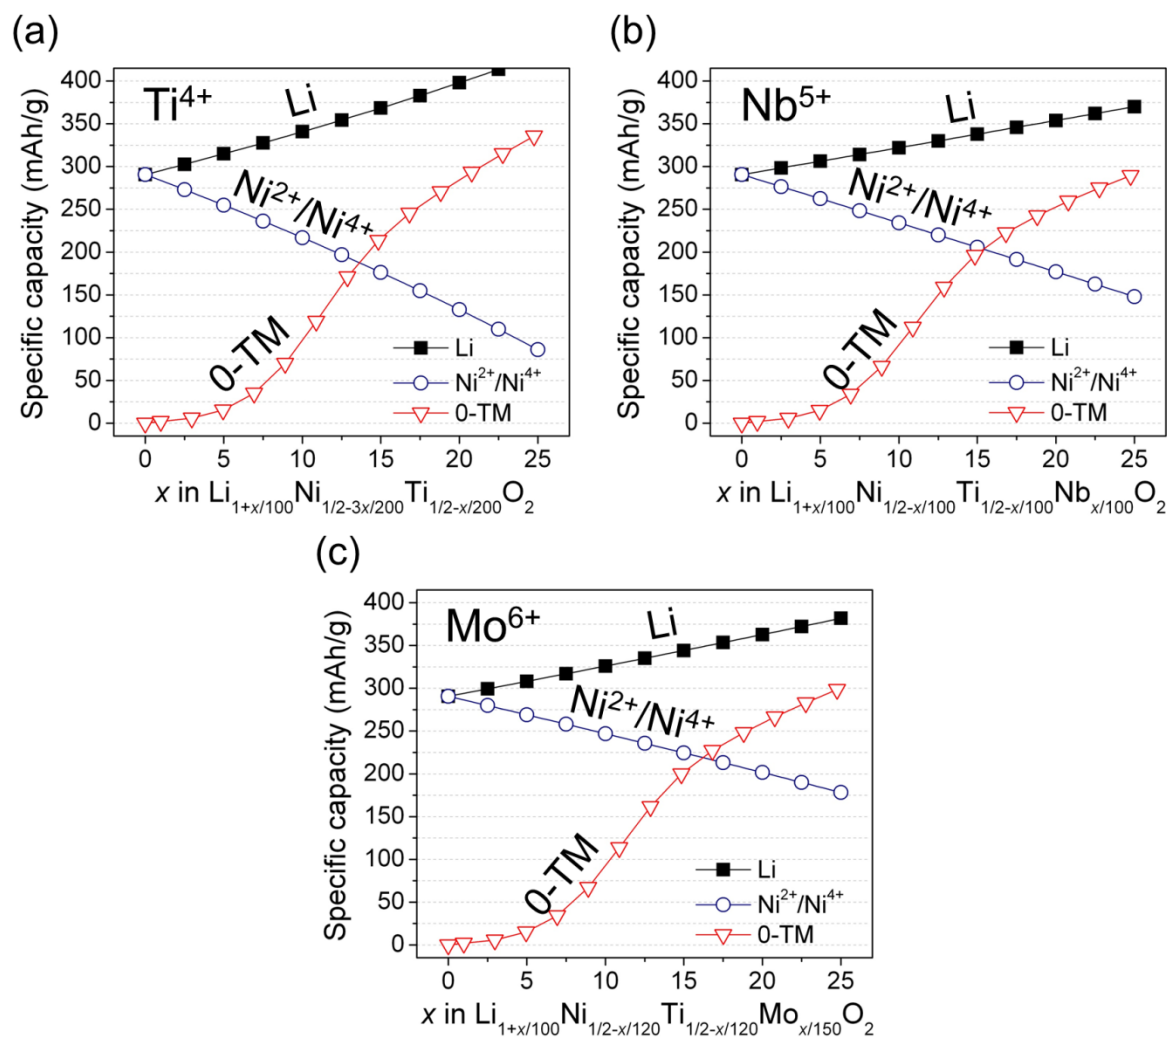 (a)
Specific capacity (mAh/g)
400
350
300
250
200
150
100
50
0
Ti⁴⁺
Li
Ni²⁺/Ni⁴⁺
0-TM
Li
Ni²⁺/Ni⁴⁺
0-TM
0 5 10 15 20 25
x in Li₁₊ₓ/₁₀₀Ni₁/₂₋₃ₓ/₂₀₀Ti₁/₂₋ₓ/₂₀₀O₂
(b)
Specific capacity (mAh/g)
400
350
300
250
200
150
100
50
0
Nb⁵⁺
Li
Ni²⁺/Ni⁴⁺
0-TM
Li
Ni²⁺/Ni⁴⁺
0-TM
0 5 10 15 20 25
x in Li₁₊ₓ/₁₀₀Ni₁/₂₋ₓ/₁₀₀Ti₁/₂₋ₓ/₁₀₀Nbₓ/₁₀₀O₂
(c)
Specific capacity (mAh/g)
400
350
300
250
200
150
100
50
0
Mo⁶⁺
Li
Ni²⁺/Ni⁴⁺
0-TM
Li
Ni²⁺/Ni⁴⁺
0-TM
0 5 10 15 20 25
x in Li₁₊ₓ/₁₀₀Ni₁/₂₋ₓ/₁₂₀Ti₁/₂₋ₓ/₁₂₀Moₓ/₁₅₀O₂